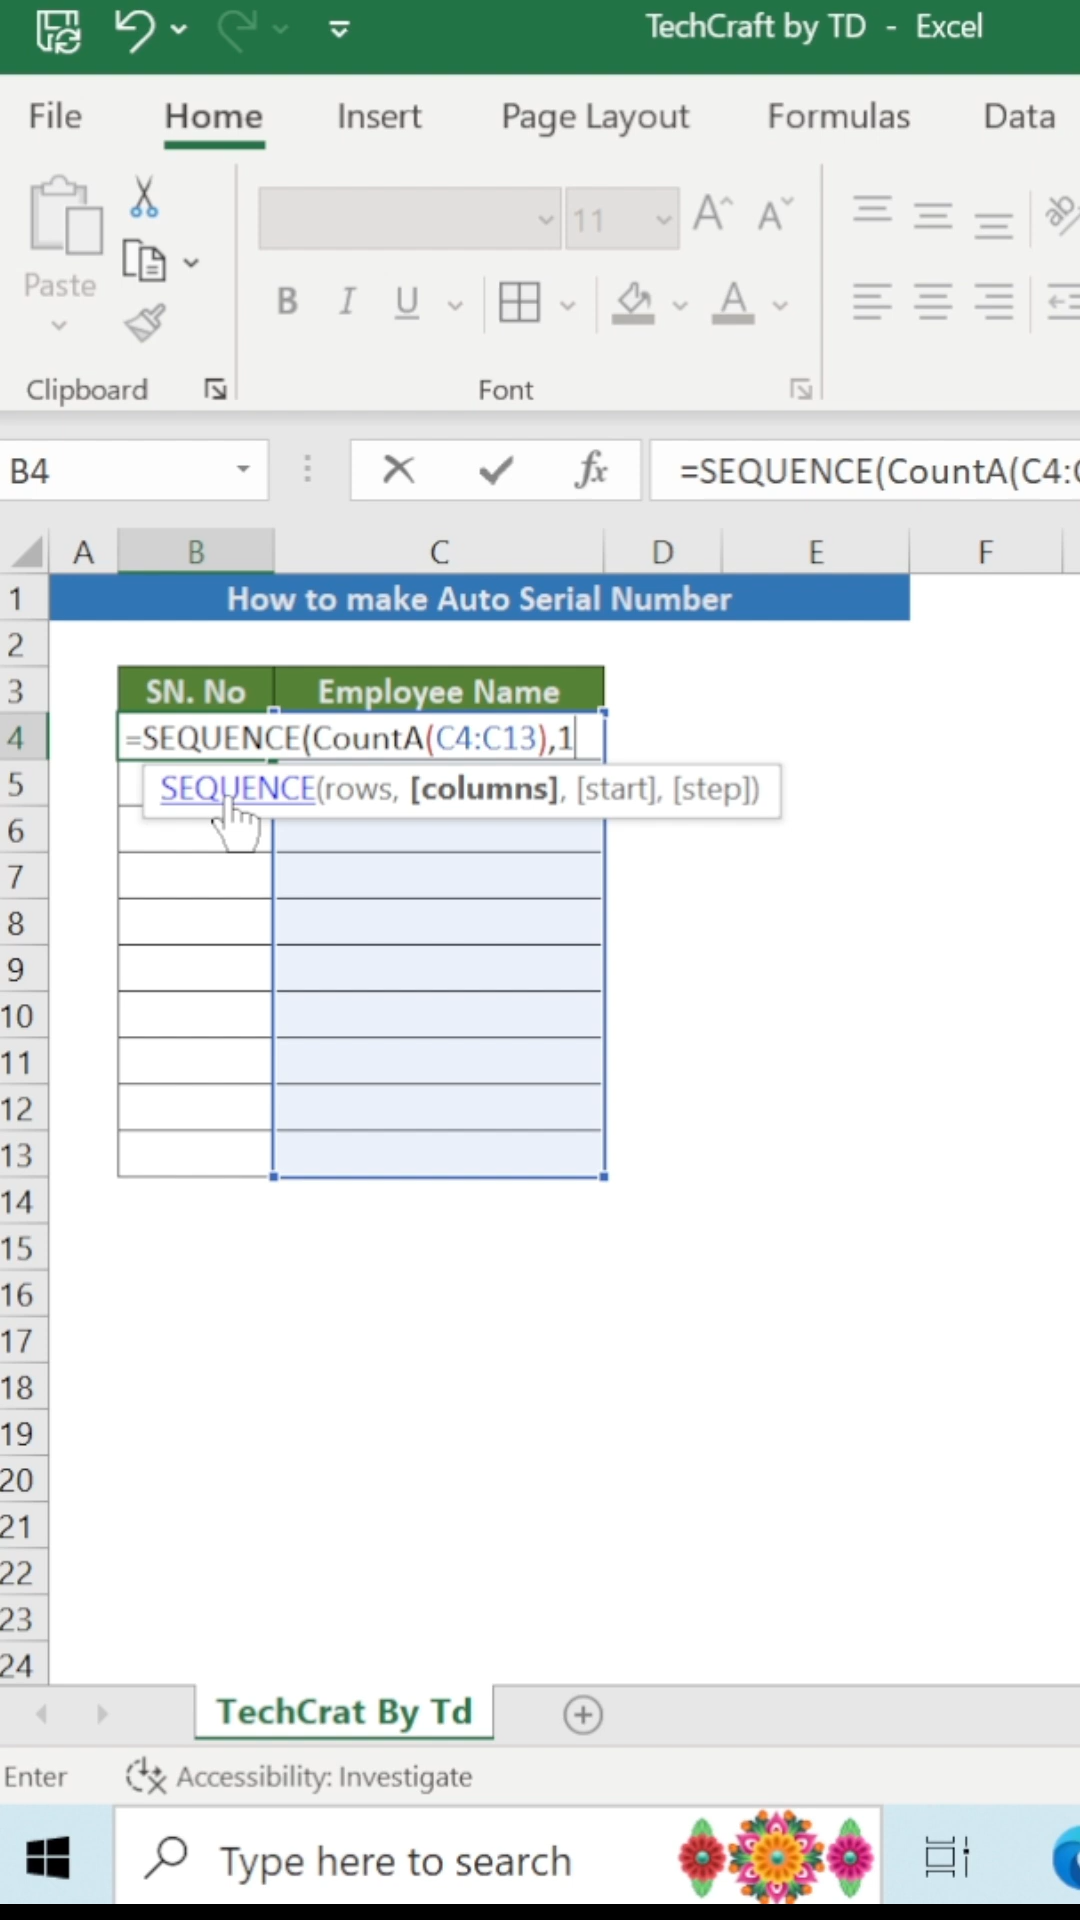 TechCraft by TD - Excel
File Home Insert Page Layout Formulas Data
11 A A
Paste B I U A ab
Clipboard Font
B4 fx =SEQUENCE(CountA(C4:C
A B C D E F
1 How to make Auto Serial Number
2
3 SN. No Employee Name
4 =SEQUENCE(CountA(C4:C13),1
5 SEQUENCE(rows, [columns], [start], [step])
6
7
8
9
10
11
12
13
14
15
16
17
18
19
20
21
22
23
24
TechCrat By Td
Enter Accessibility: Investigate
Type here to search